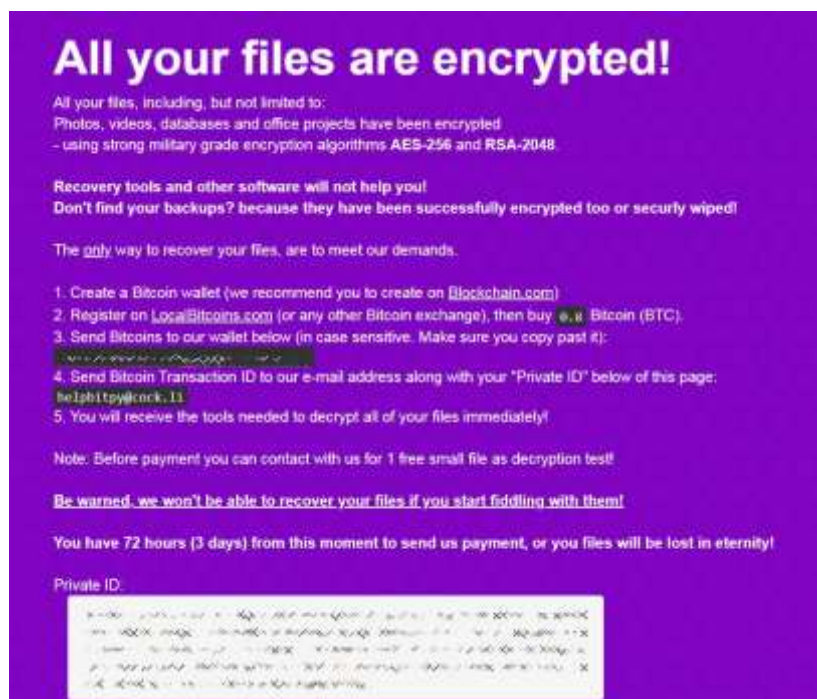 All your files are encrypted!
All your files, including, but not limited to:
Photos, videos, databases and office projects have been encrypted
- using strong military grade encryption algorithms AES-256 and RSA-2048.
Recovery tools and other software will not help you!
Don't find your backups? because they have been successfully encrypted too or securly wiped!
The only way to recover your files, are to meet our demands.
1. Create a Bitcoin wallet (we recommend you to create on Blockchain.com)
2. Register on LocalBitcoins.com (or any other Bitcoin exchange), then buy 0.8 Bitcoin (BTC).
3. Send Bitcoins to our wallet below (in case sensitive. Make sure you copy past it):
4. Send Bitcoin Transaction ID to our e-mail address along with your "Private ID" below of this page:
helpbitpy@cock.li
5. You will receive the tools needed to decrypt all of your files immediately!
Note: Before payment you can contact with us for 1 free small file as decryption test!
Be warned, we won't be able to recover your files if you start fiddling with them!
You have 72 hours (3 days) from this moment to send us payment, or you files will be lost in eternity!
Private ID: